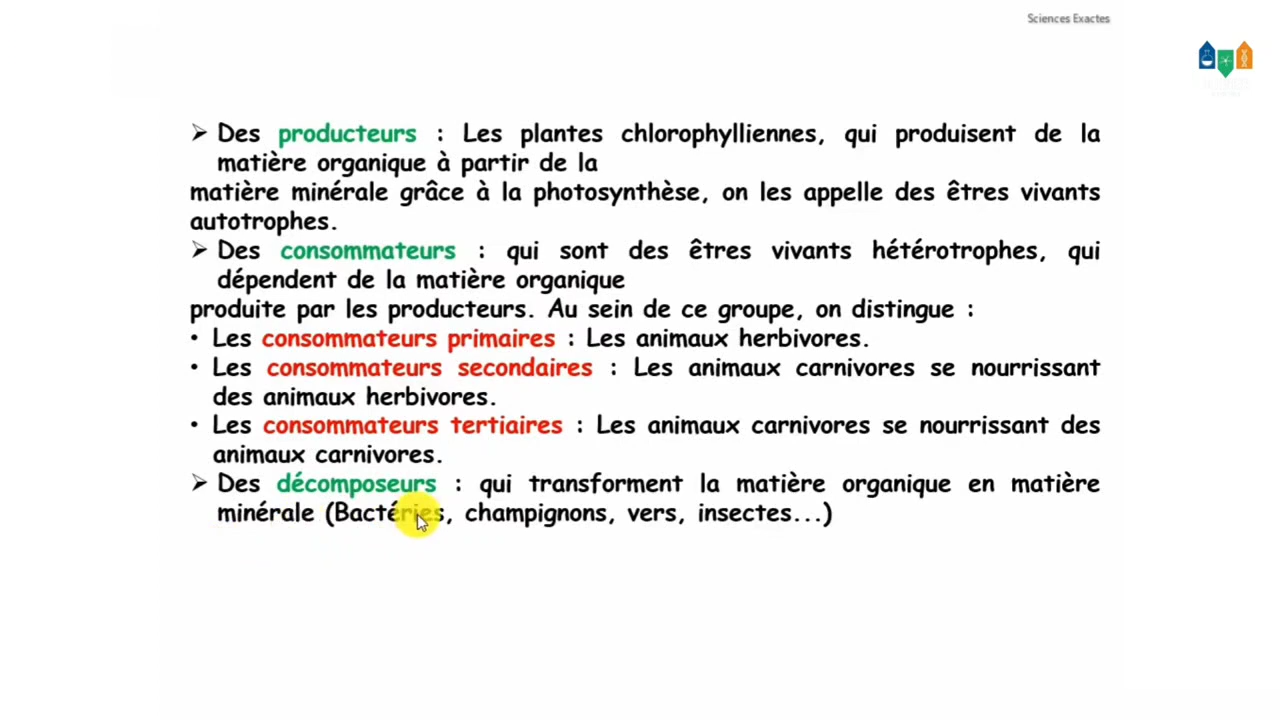 Sciences Exactes
➢ Des producteurs : Les plantes chlorophylliennes, qui produisent de la
matière organique à partir de la
matière minérale grâce à la photosynthèse, on les appelle des êtres vivants
autotrophes.
➢ Des consommateurs : qui sont des êtres vivants hétérotrophes, qui
dépendent de la matière organique
produite par les producteurs. Au sein de ce groupe, on distingue :
• Les consommateurs primaires : Les animaux herbivores.
• Les consommateurs secondaires : Les animaux carnivores se nourrissant
des animaux herbivores.
• Les consommateurs tertiaires : Les animaux carnivores se nourrissant des
animaux carnivores.
➢ Des décomposeurs : qui transforment la matière organique en matière
minérale (Bactéries, champignons, vers, insectes...)